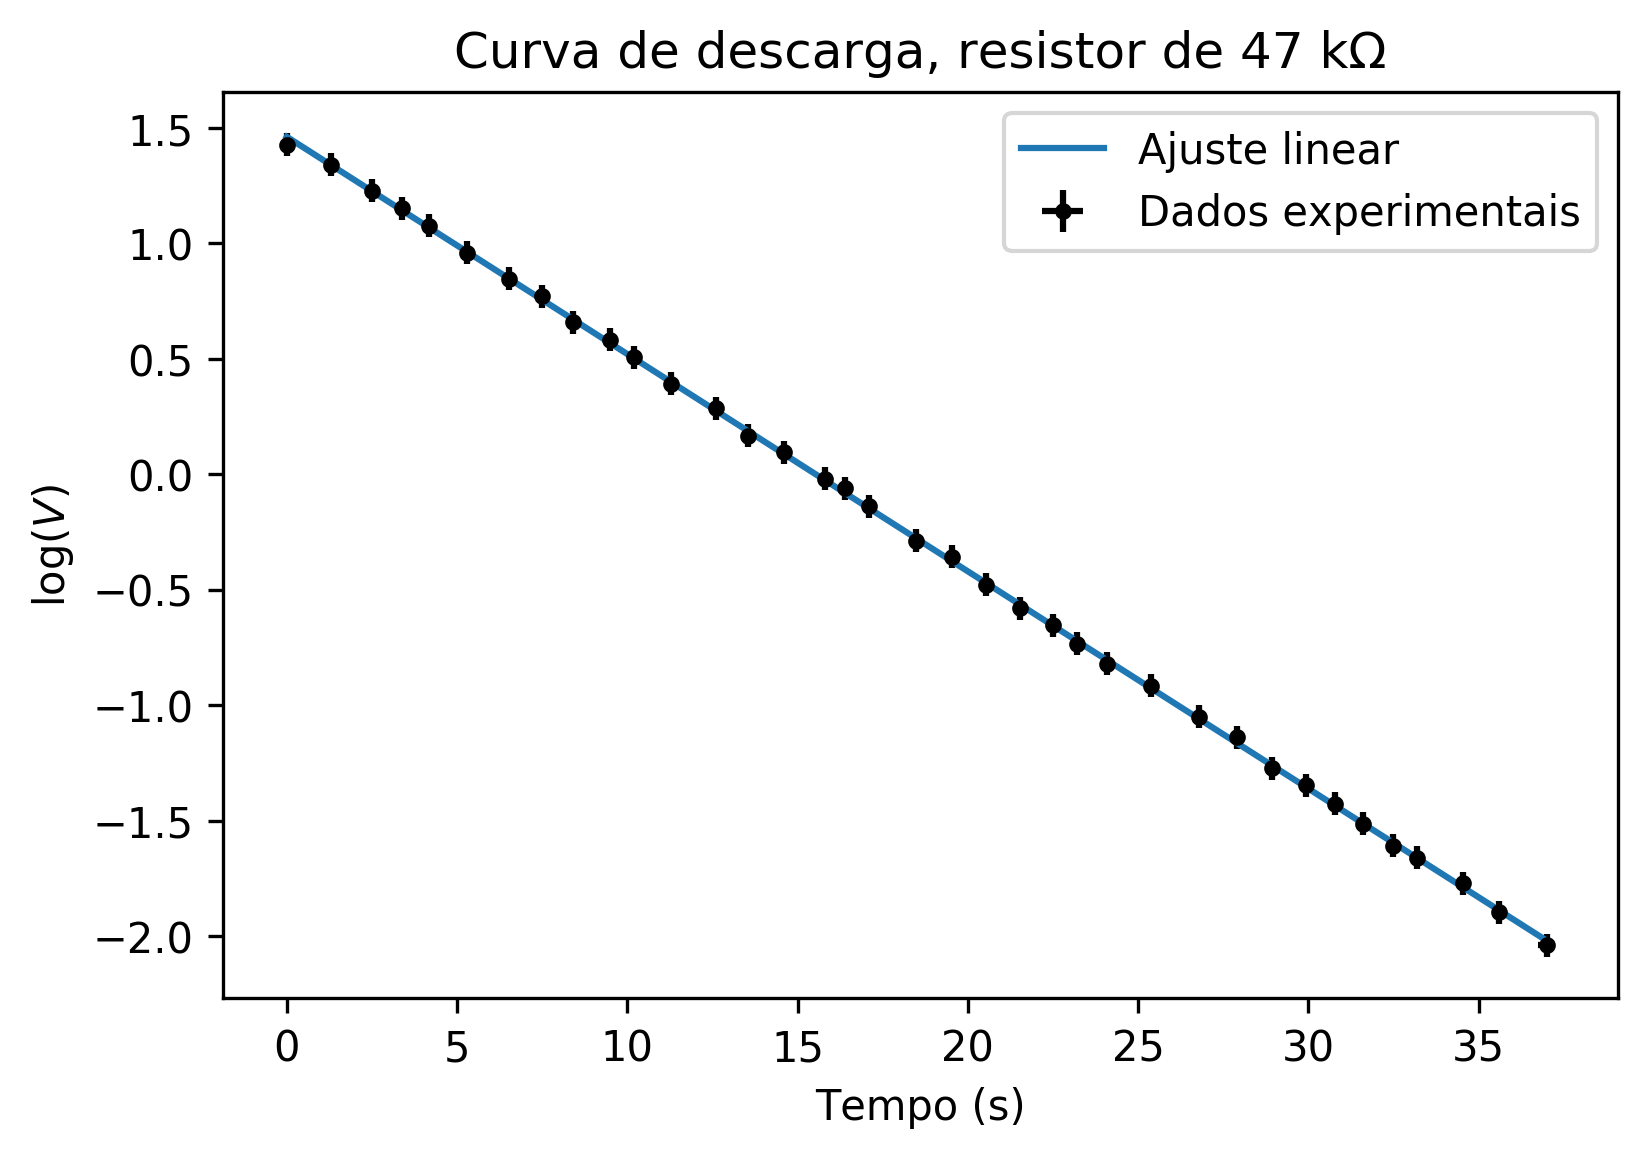 Curva de descarga, resistor de 47 kΩ
Ajuste linear
Dados experimentais
log(V)
1.5
1.0
0.5
0.0
−0.5
−1.0
−1.5
−2.0
0 5 10 15 20 25 30 35
Tempo (s)